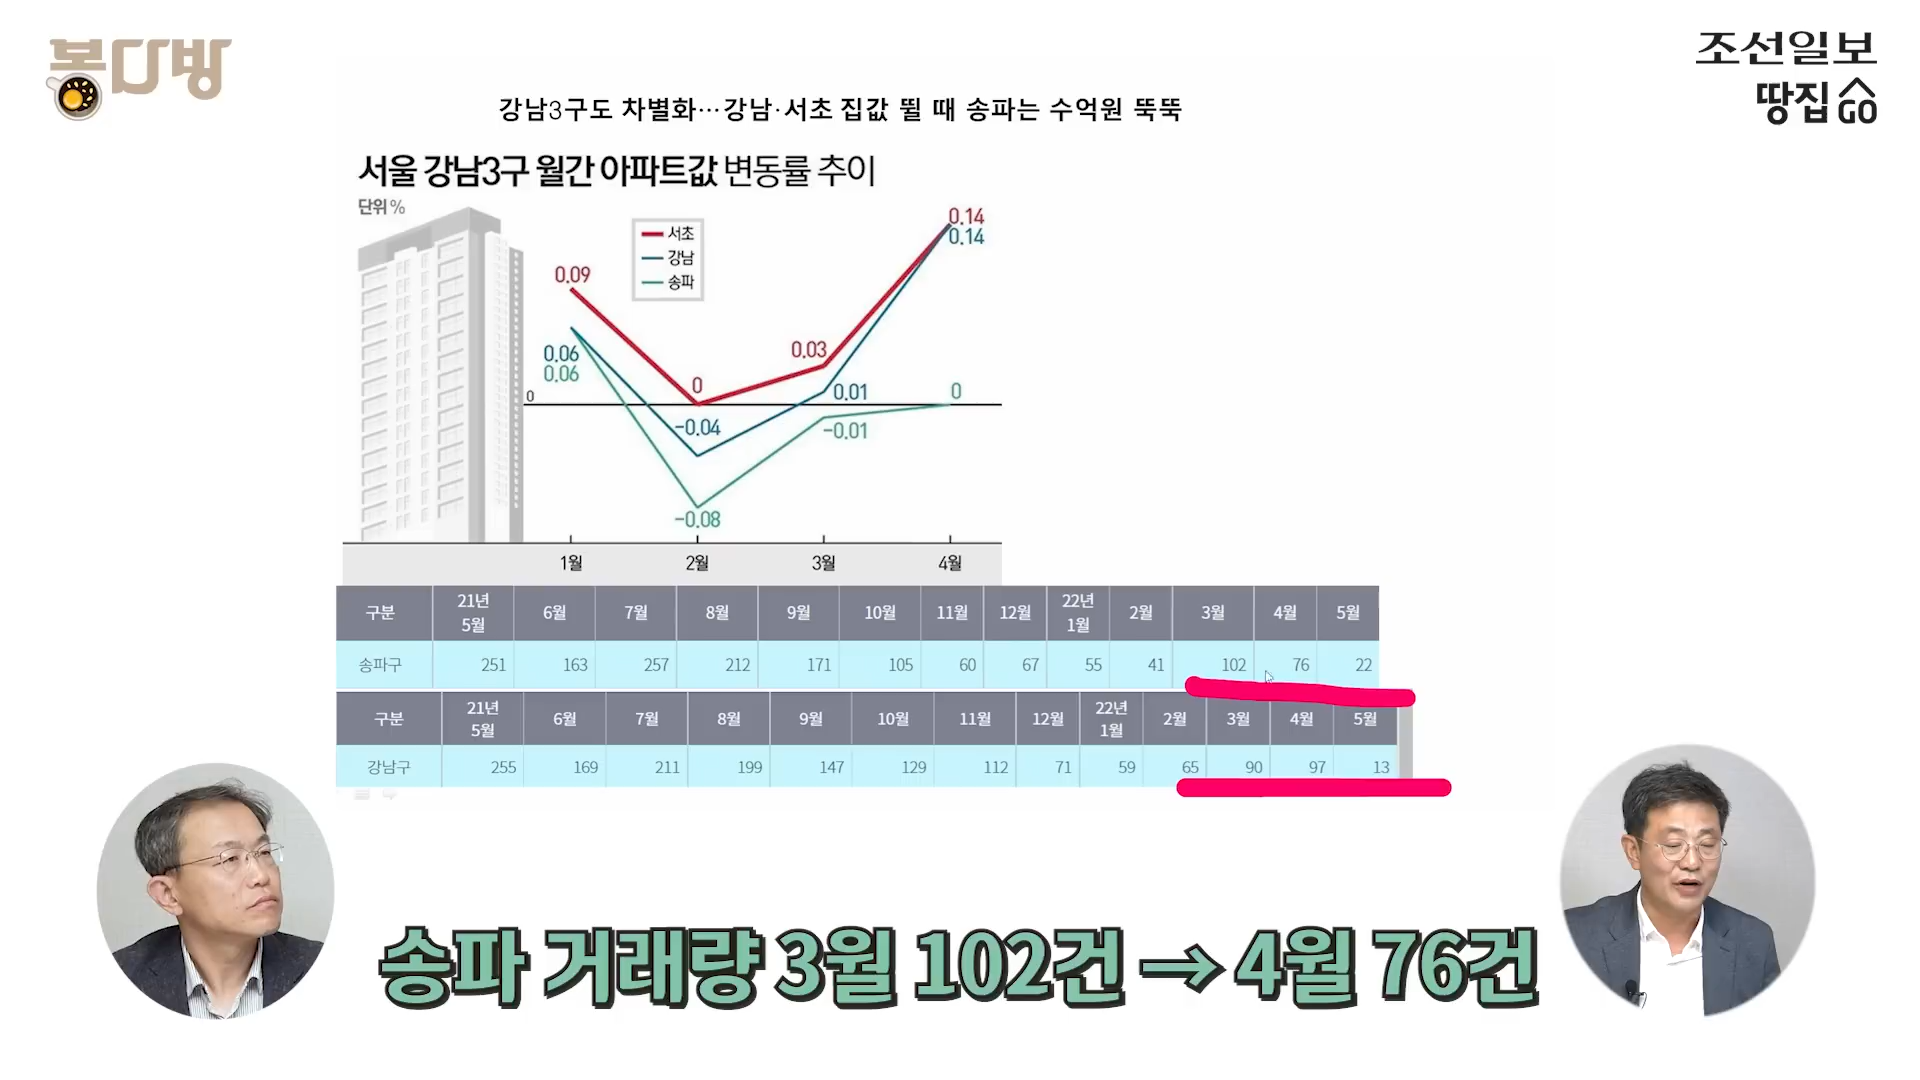 봉다방
조선일보
땅집GO
강남3구도 차별화…강남·서초 집값 뛸 때 송파는 수억원 뚝뚝
서울 강남3구 월간 아파트값 변동률 추이
단위 %
서초
강남
송파
0.14
0.14
0.09
0.03
0.06
0.06
0
0
0.01
0
-0.04
-0.01
-0.08
1월 2월 3월 4월
구분 21년 5월 6월 7월 8월 9월 10월 11월 12월 22년 1월 2월 3월 4월 5월
송파구 251 163 257 212 171 105 60 67 55 41 102 76 22
구분 21년 5월 6월 7월 8월 9월 10월 11월 12월 22년 1월 2월 3월 4월 5월
강남구 255 169 211 199 147 129 112 71 59 65 90 97 13
송파 거래량 3월 102건 → 4월 76건